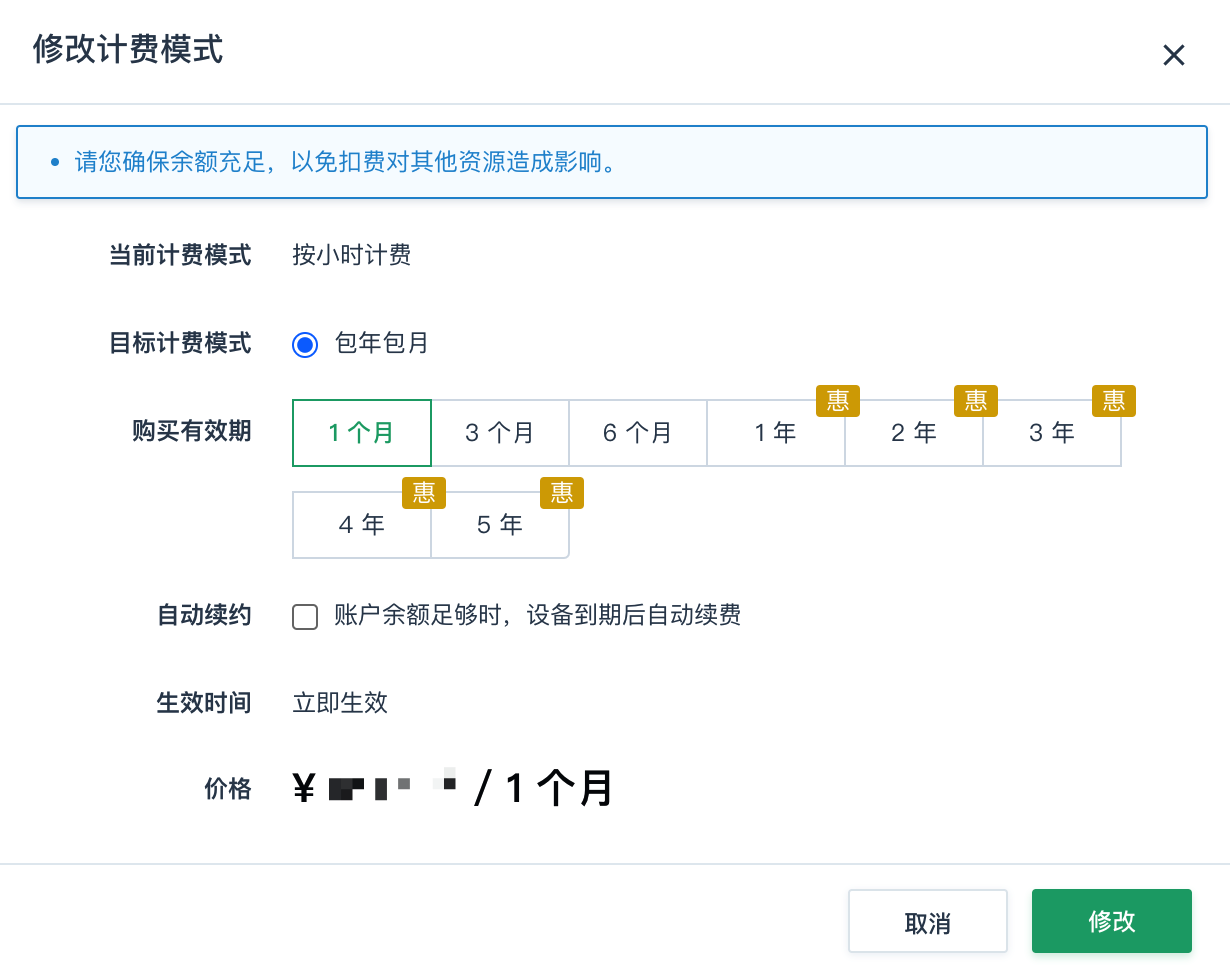 修改计费模式
请您确保余额充足，以免扣费对其他资源造成影响。
当前计费模式 按小时计费
目标计费模式 包年包月
惠 惠 惠
购买有效期 1 个月 3 个月 6 个月 1 年 2 年 3 年
惠 惠
4 年 5 年
自动续约 账户余额足够时，设备到期后自动续费
生效时间 立即生效
价格 ¥ / 1 个月
取消 修改